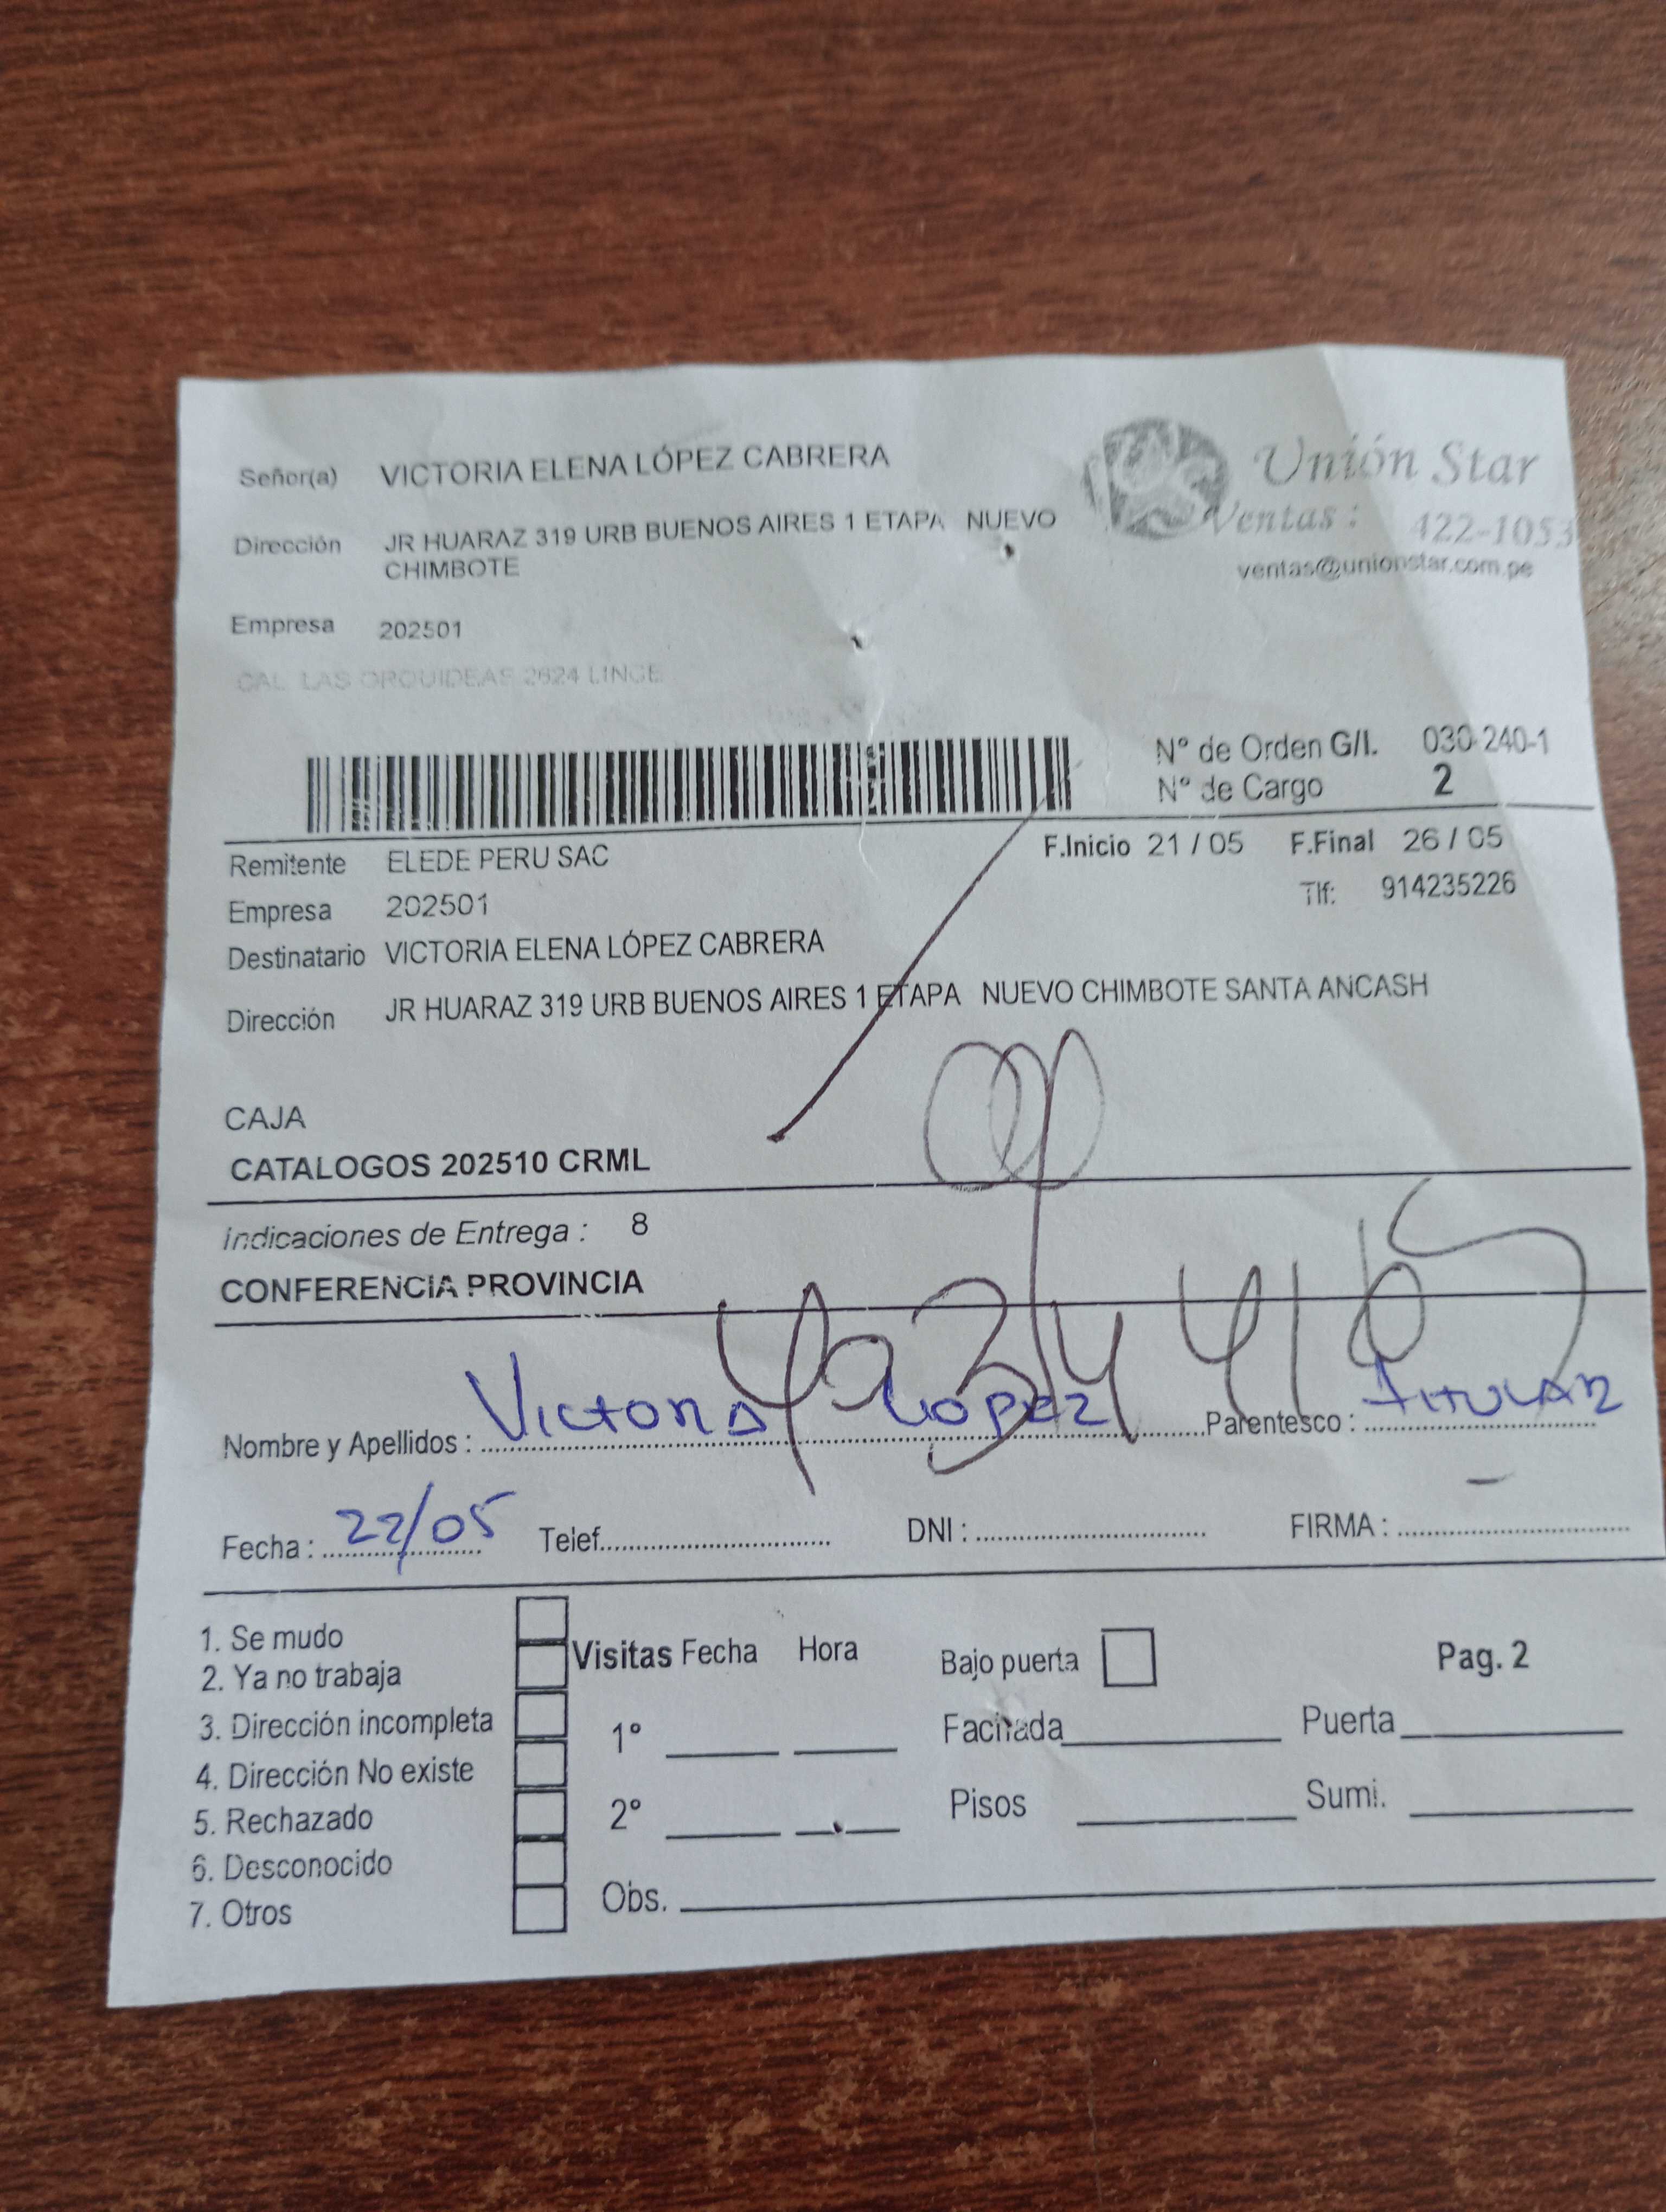 Señor(a) VICTORIA ELENA LÓPEZ CABRERA
Unión Star
Dirección JR HUARAZ 319 URB BUENOS AIRES 1 ETAPA NUEVO
CHIMBOTE
Ventas : 422-1053
ventas@unionstar.com.pe
Empresa 202501
CAL LAS ORQUIDEAS 2624 LINCE
N° de Orden G/I. 030-240-1
N° de Cargo 2
Remitente ELEDE PERU SAC
F.Inicio 21 / 05 F.Final 26 / 05
Empresa 202501
Tlf: 914235226
Destinatario VICTORIA ELENA LÓPEZ CABRERA
Dirección JR HUARAZ 319 URB BUENOS AIRES 1 ETAPA NUEVO CHIMBOTE SANTA ANCASH
CAJA
CATALOGOS 202510 CRML
Indicaciones de Entrega : 8
CONFERENCIA PROVINCIA
Nombre y Apellidos : Victoria López Parentesco : TITULAR
Fecha : 22/05 Telef. DNI : FIRMA :
1. Se mudo
2. Ya no trabaja
3. Dirección incompleta
4. Dirección No existe
5. Rechazado
6. Desconocido
7. Otros
Visitas Fecha Hora
1°
2°
Obs.
Bajo puerta
Pag. 2
Fachada Puerta
Pisos Sumi.